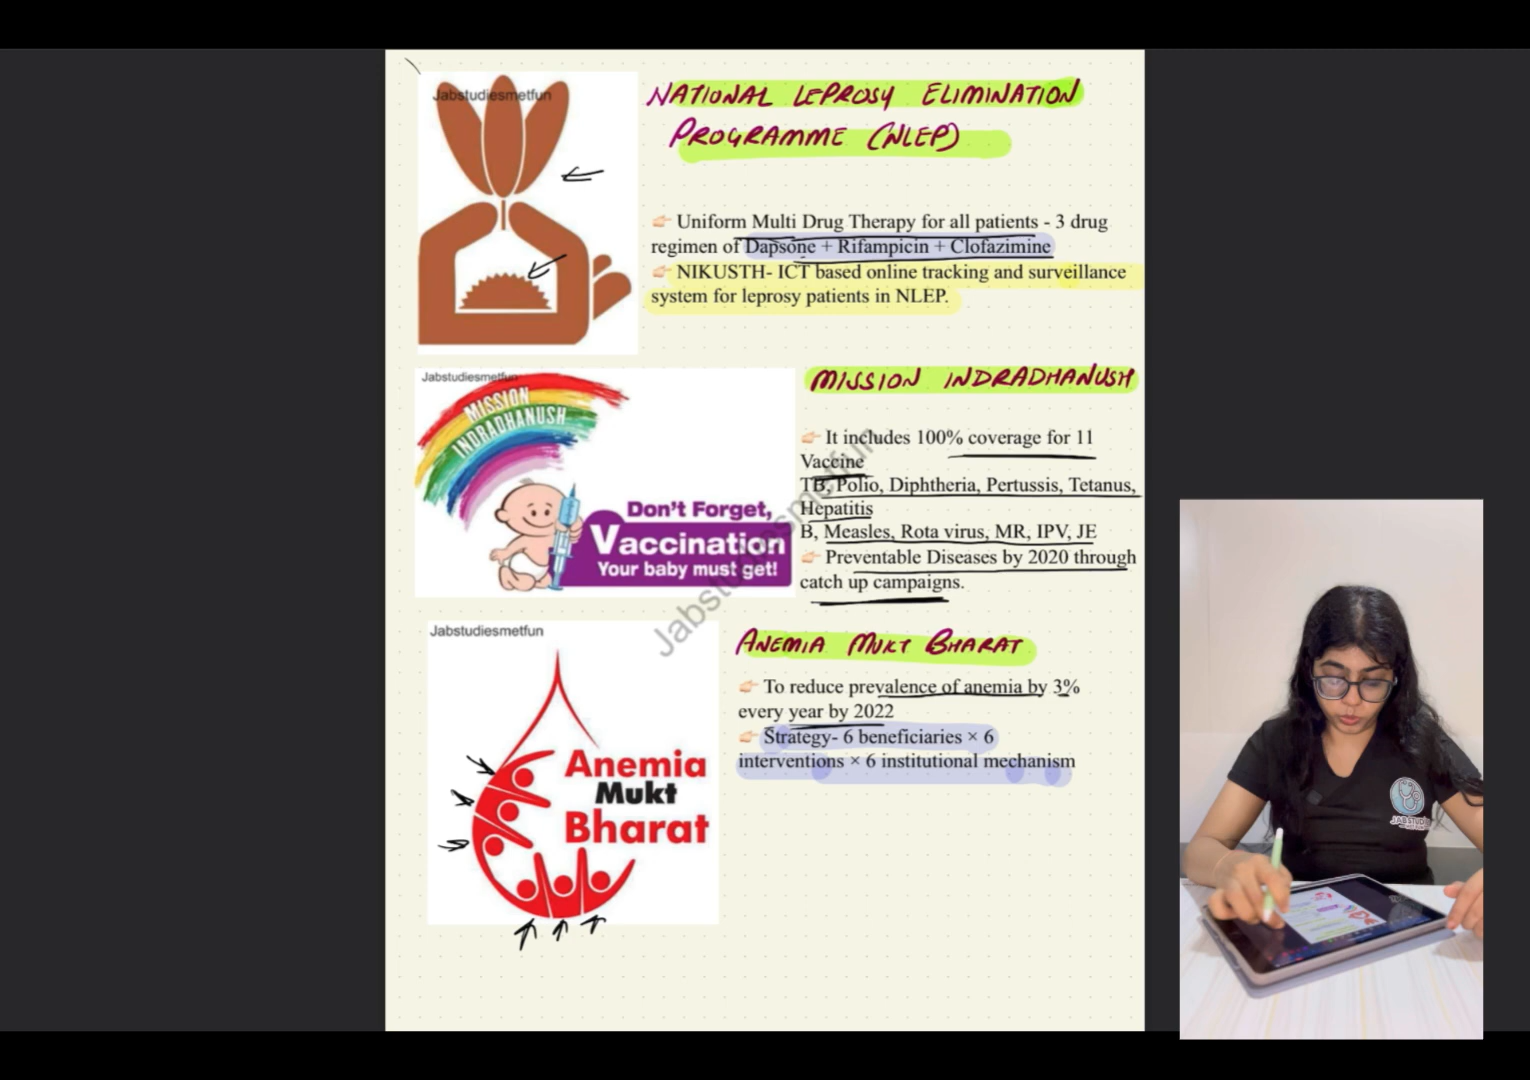 Jabstudiesmetfun
NATIONAL LEPROSY ELIMINATION
PROGRAMME (NLEP)
👉 Uniform Multi Drug Therapy for all patients - 3 drug
regimen of Dapsone + Rifampicin + Clofazimine
👉 NIKUSTH- ICT based online tracking and surveillance
system for leprosy patients in NLEP.
Jabstudiesmetfun
MISSION
INDRADHANUSH
Don't Forget,
Vaccination
Your baby must get!
MISSION INDRADHANUSH
👉 It includes 100% coverage for 11
Vaccine
TB, Polio, Diphtheria, Pertussis, Tetanus,
Hepatitis
B, Measles, Rota virus, MR, IPV, JE
👉 Preventable Diseases by 2020 through
catch up campaigns.
Jabstudiesmetfun
Jabstudiesmetfun
Anemia
Mukt
Bharat
ANEMIA MUKT BHARAT
👉 To reduce prevalence of anemia by 3%
every year by 2022
👉 Strategy- 6 beneficiaries × 6
interventions × 6 institutional mechanism